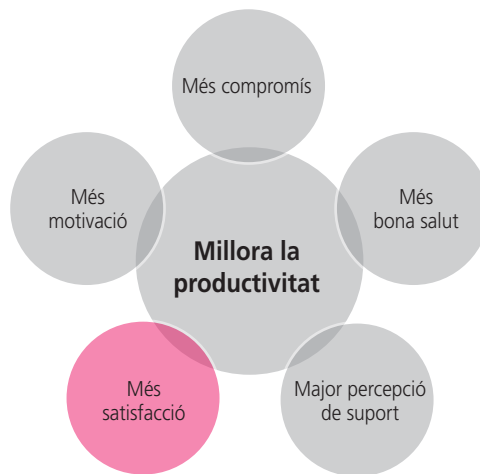 Més compromís
Més
motivació
Més
bona salut
Millora la
productivitat
Més
satisfacció
Major percepció
de suport